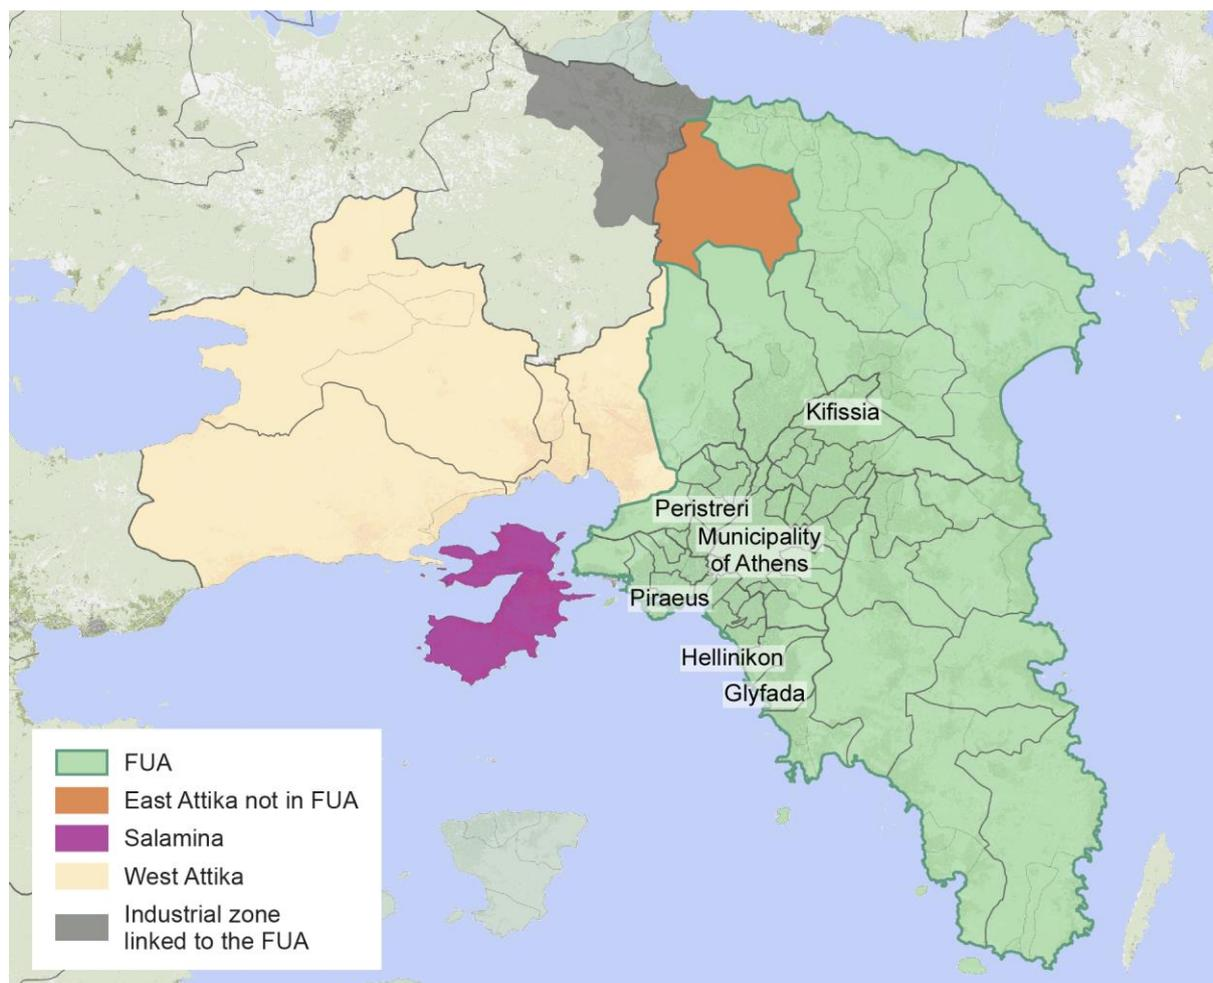 Kifissia
Peristreri
Municipality
of Athens
Piraeus
Hellinikon
Glyfada
FUA
East Attika not in FUA
Salamina
West Attika
Industrial zone
linked to the FUA